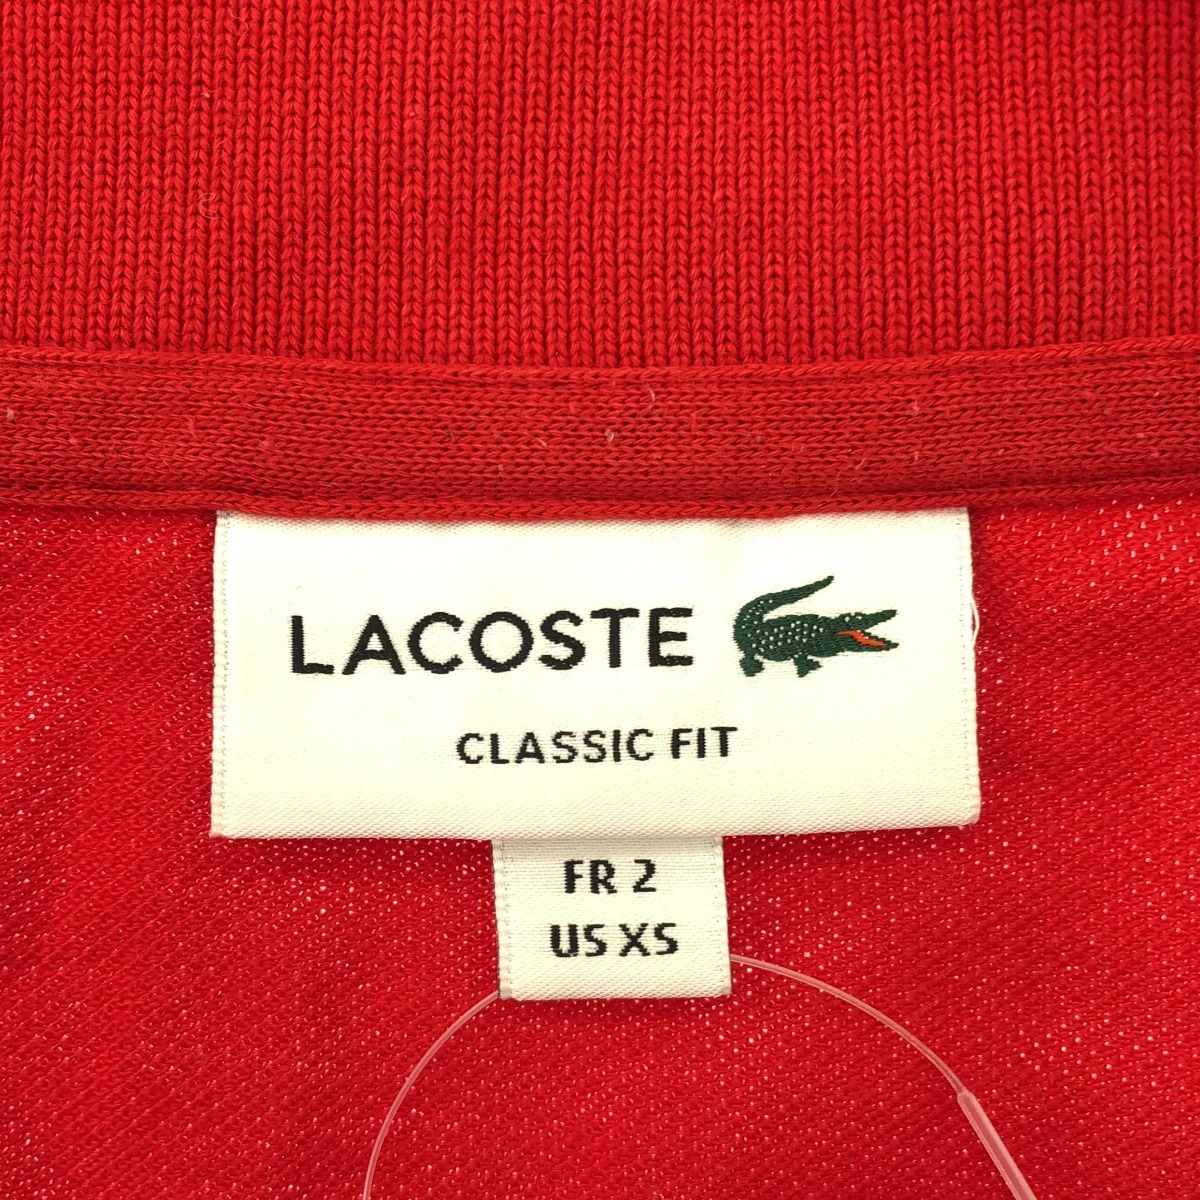 LACOSTE
CLASSIC FIT
FR 2
US XS